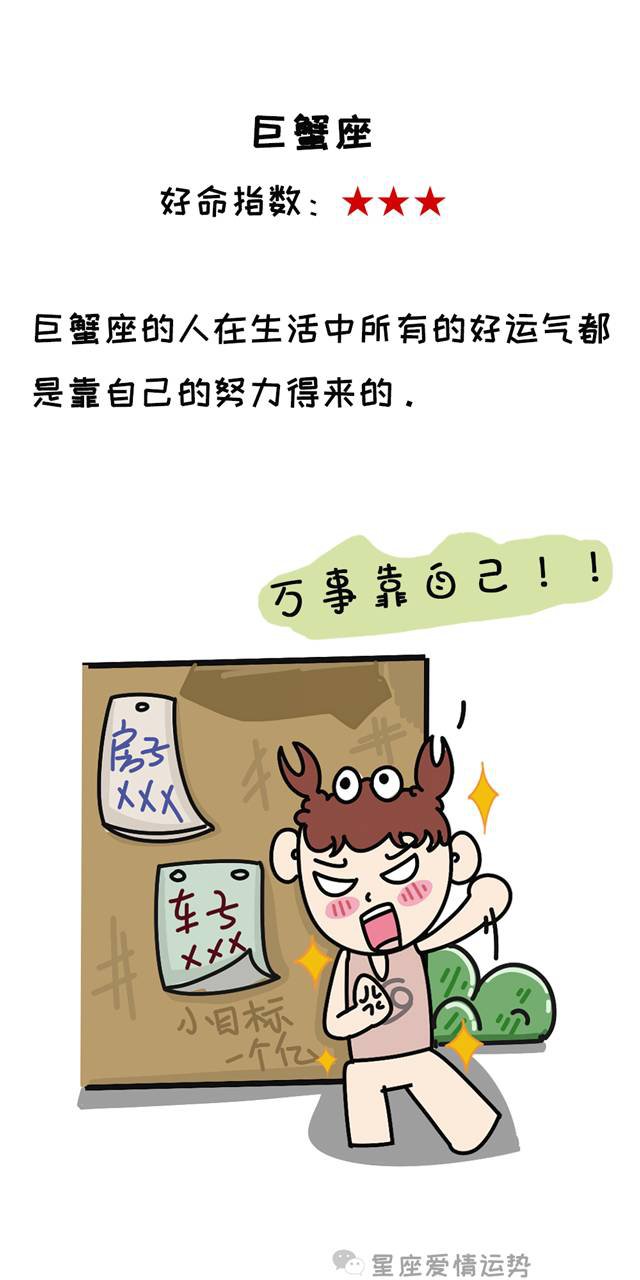 巨蟹座
好命指数：★★★
巨蟹座的人在生活中所有的好运气都
是靠自己的努力得来的.
万事靠自己！！
房子
XXX
车子
XXX
小目标
一个亿
星座爱情运势